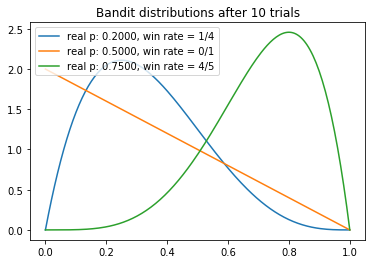 Bandit distributions after 10 trials
real p: 0.2000, win rate = 1/4
real p: 0.5000, win rate = 0/1
real p: 0.7500, win rate = 4/5
2.5
2.0
1.5
1.0
0.5
0.0
0.0 0.2 0.4 0.6 0.8 1.0